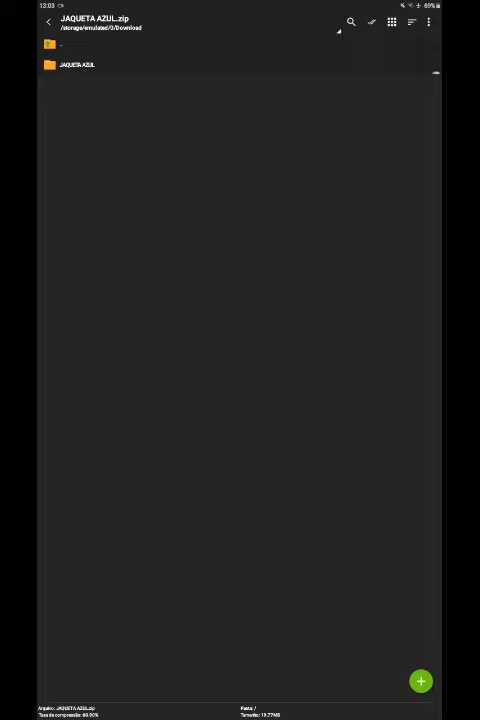 13:03
69%
JAQUETA AZUL.zip
/storage/emulated/0/Download
..
JAQUETA AZUL
Arquivo: JAQUETA AZUL.zip
Pasta: /
Taxa de compressão: 60.90%
Tamanho: 19.77MB